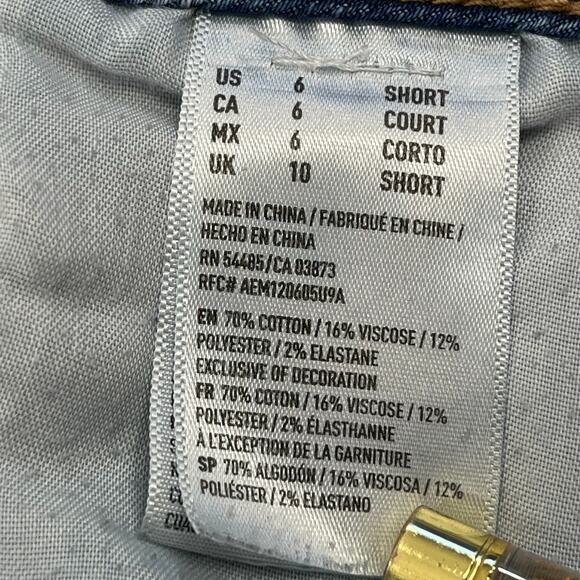 US 6 SHORT
CA 6 COURT
MX 6 CORTO
UK 10 SHORT
MADE IN CHINA / FABRIQUÉ EN CHINE /
HECHO EN CHINA
RN 54485/CA 03873
RFC# AEM120605U9A
EN 70% COTTON / 16% VISCOSE / 12%
POLYESTER / 2% ELASTANE
EXCLUSIVE OF DECORATION
FR 70% COTON / 16% VISCOSE / 12%
POLYESTER / 2% ÉLASTHANNE
À L'EXCEPTION DE LA GARNITURE
SP 70% ALGODÓN / 16% VISCOSA / 12%
POLIÉSTER / 2% ELASTANO